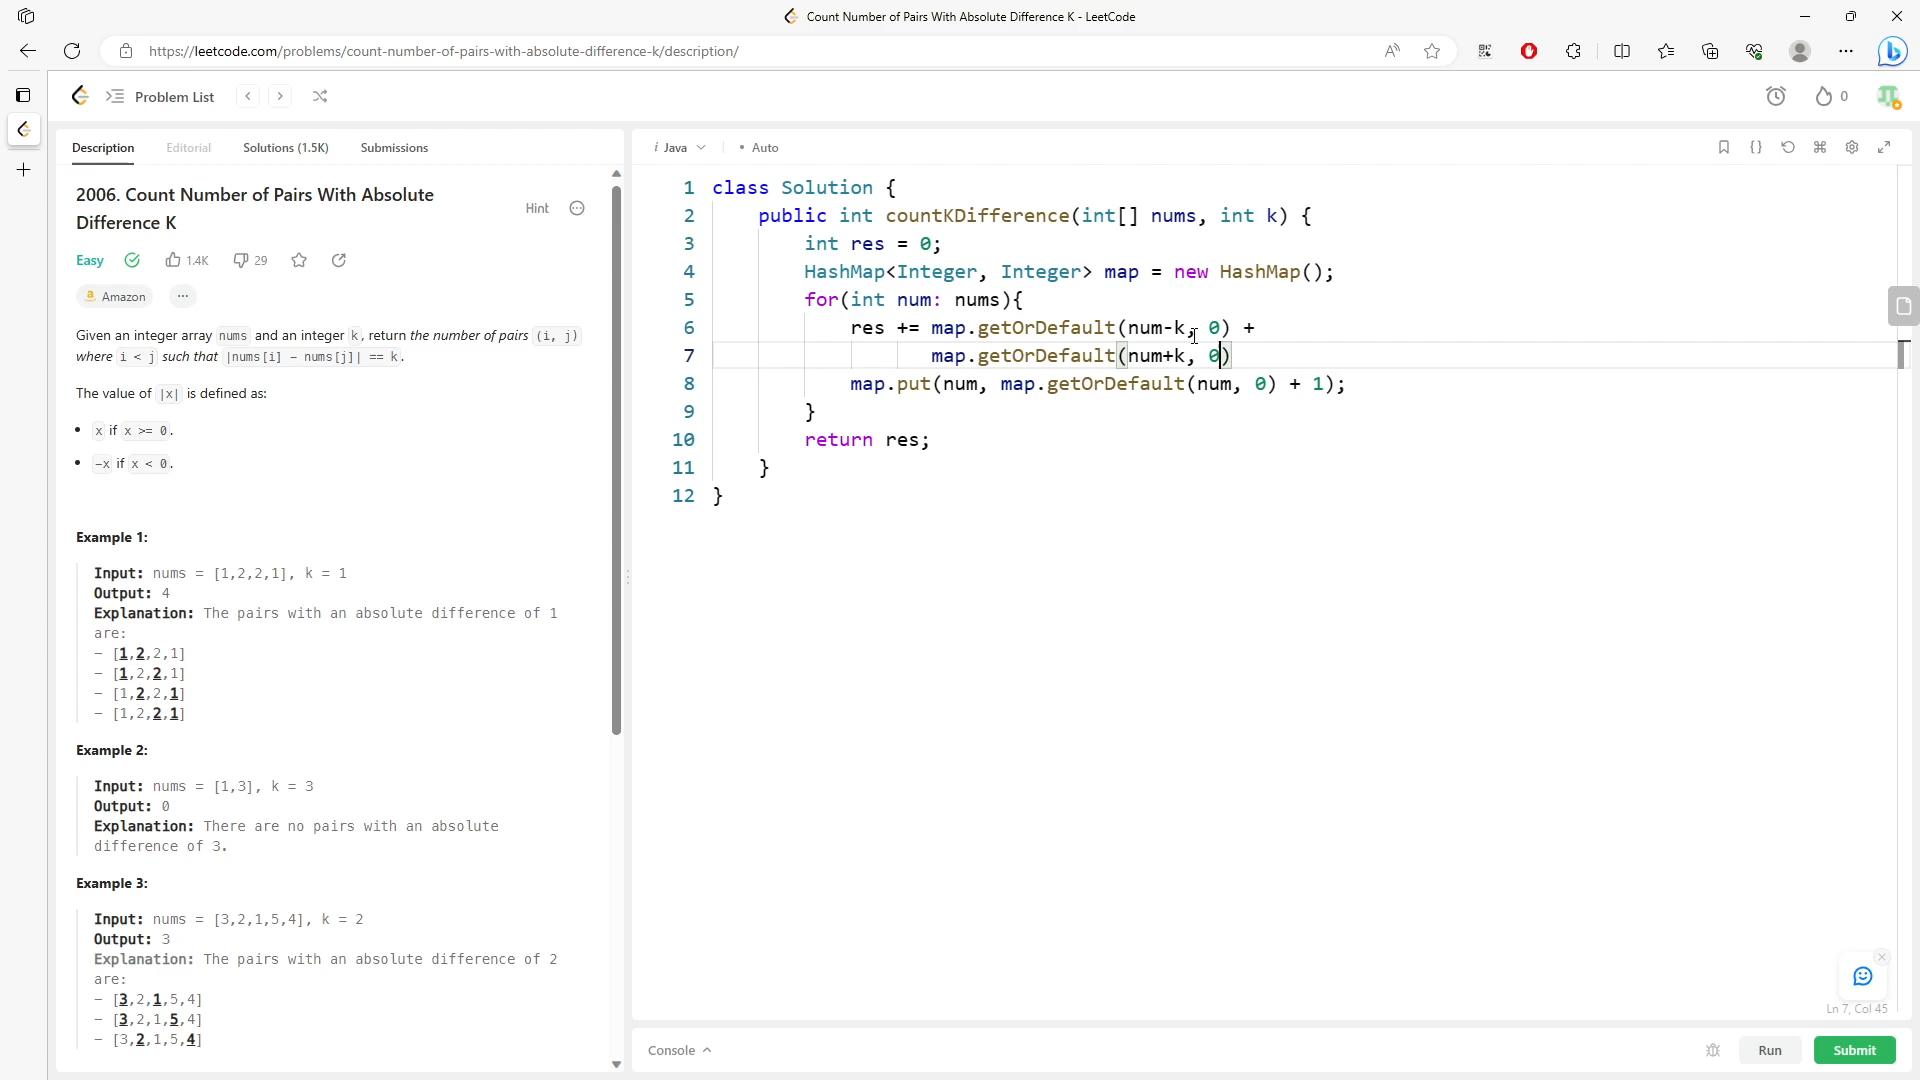 Count Number of Pairs With Absolute Difference K - LeetCode
https://leetcode.com/problems/count-number-of-pairs-with-absolute-difference-k/description/
Problem List
0
Description Editorial Solutions (1.5K) Submissions
2006. Count Number of Pairs With Absolute
Difference K
Hint
Easy 1.4K 29
Amazon ...
Given an integer array nums and an integer k, return the number of pairs (i, j)
where i < j such that |nums[i] - nums[j]| == k.
The value of |x| is defined as:
• x if x >= 0.
• -x if x < 0.
Example 1:
Input: nums = [1,2,2,1], k = 1
Output: 4
Explanation: The pairs with an absolute difference of 1
are:
- [1,2,2,1]
- [1,2,2,1]
- [1,2,2,1]
- [1,2,2,1]
Example 2:
Input: nums = [1,3], k = 3
Output: 0
Explanation: There are no pairs with an absolute
difference of 3.
Example 3:
Input: nums = [3,2,1,5,4], k = 2
Output: 3
Explanation: The pairs with an absolute difference of 2
are:
- [3,2,1,5,4]
- [3,2,1,5,4]
- [3,2,1,5,4]
i Java • Auto
1 class Solution {
2 public int countKDifference(int[] nums, int k) {
3 int res = 0;
4 HashMap<Integer, Integer> map = new HashMap();
5 for(int num: nums){
6 res += map.getOrDefault(num-k, 0) +
7 map.getOrDefault(num+k, 0)
8 map.put(num, map.getOrDefault(num, 0) + 1);
9 }
10 return res;
11 }
12 }
Ln 7, Col 45
Console
Run
Submit